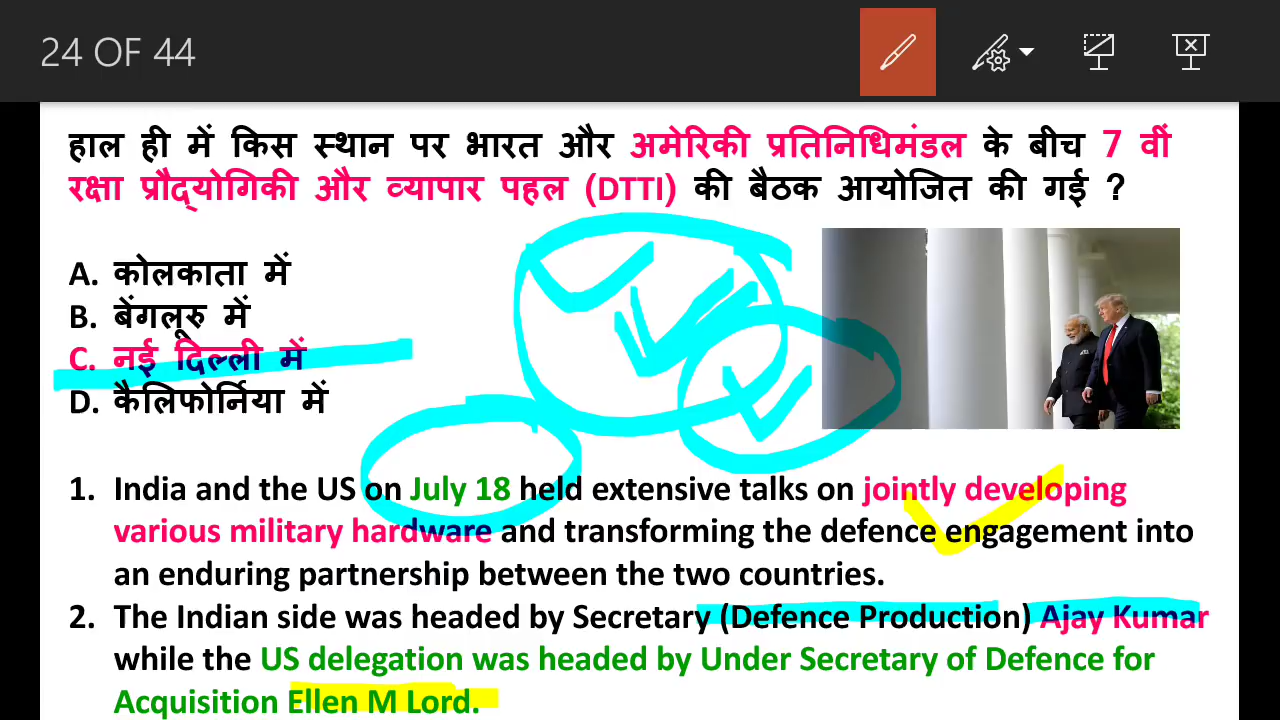 24 OF 44
हाल ही में किस स्थान पर भारत और अमेरिकी प्रतिनिधिमंडल के बीच 7 वीं
रक्षा प्रौद्योगिकी और व्यापार पहल (DTTI) की बैठक आयोजित की गई ?
A. कोलकाता में
B. बेंगलूरु में
C. नई दिल्ली में
D. कैलिफोर्निया में
1. India and the US on July 18 held extensive talks on jointly developing
various military hardware and transforming the defence engagement into
an enduring partnership between the two countries.
2. The Indian side was headed by Secretary (Defence Production) Ajay Kumar
while the US delegation was headed by Under Secretary of Defence for
Acquisition Ellen M Lord.